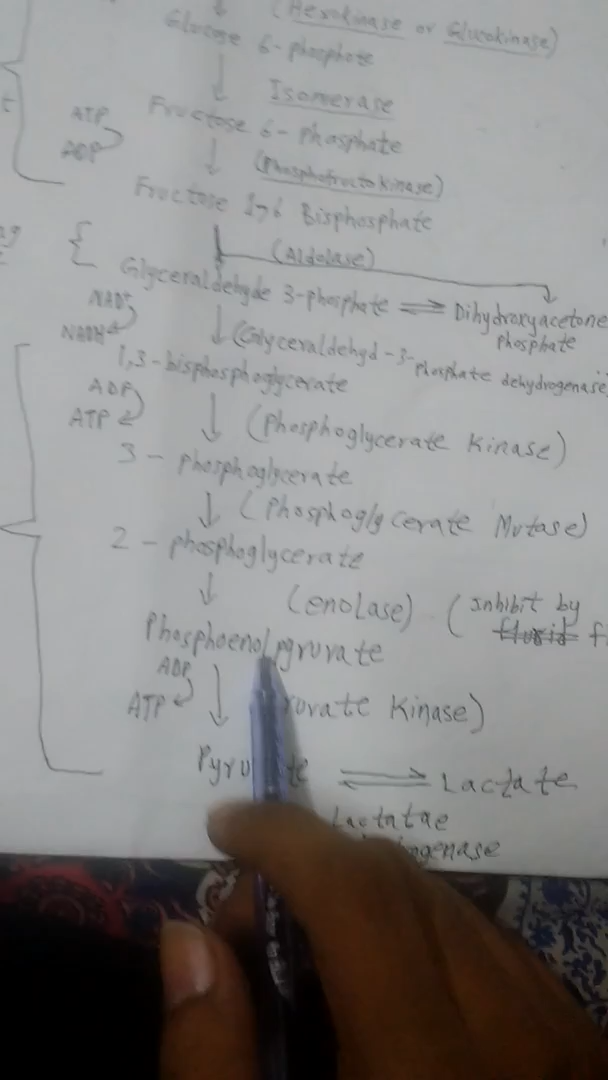 (Hexokinase or Glucokinase)
Glucose 6-phosphate
Isomerase
ATP
Fructose 6-phosphate
ADP
(Phosphofructokinase)
Fructose 1,6 Bisphosphate
(Aldolase)
Glyceraldehyde 3-phosphate ⇌ Dihydroxyacetone
phosphate
NAD+
NADH
(Glyceraldehyd-3-phosphate dehydrogenase)
1,3-bisphosphoglycerate
ADP
ATP
(Phosphoglycerate Kinase)
3-phosphoglycerate
(Phosphoglycerate Mutase)
2-phosphoglycerate
(enolase) (Inhibit by
Phosphoenolpyruvate
ADP
ATP
Kinase)
⇌ Lactate
Lactatae